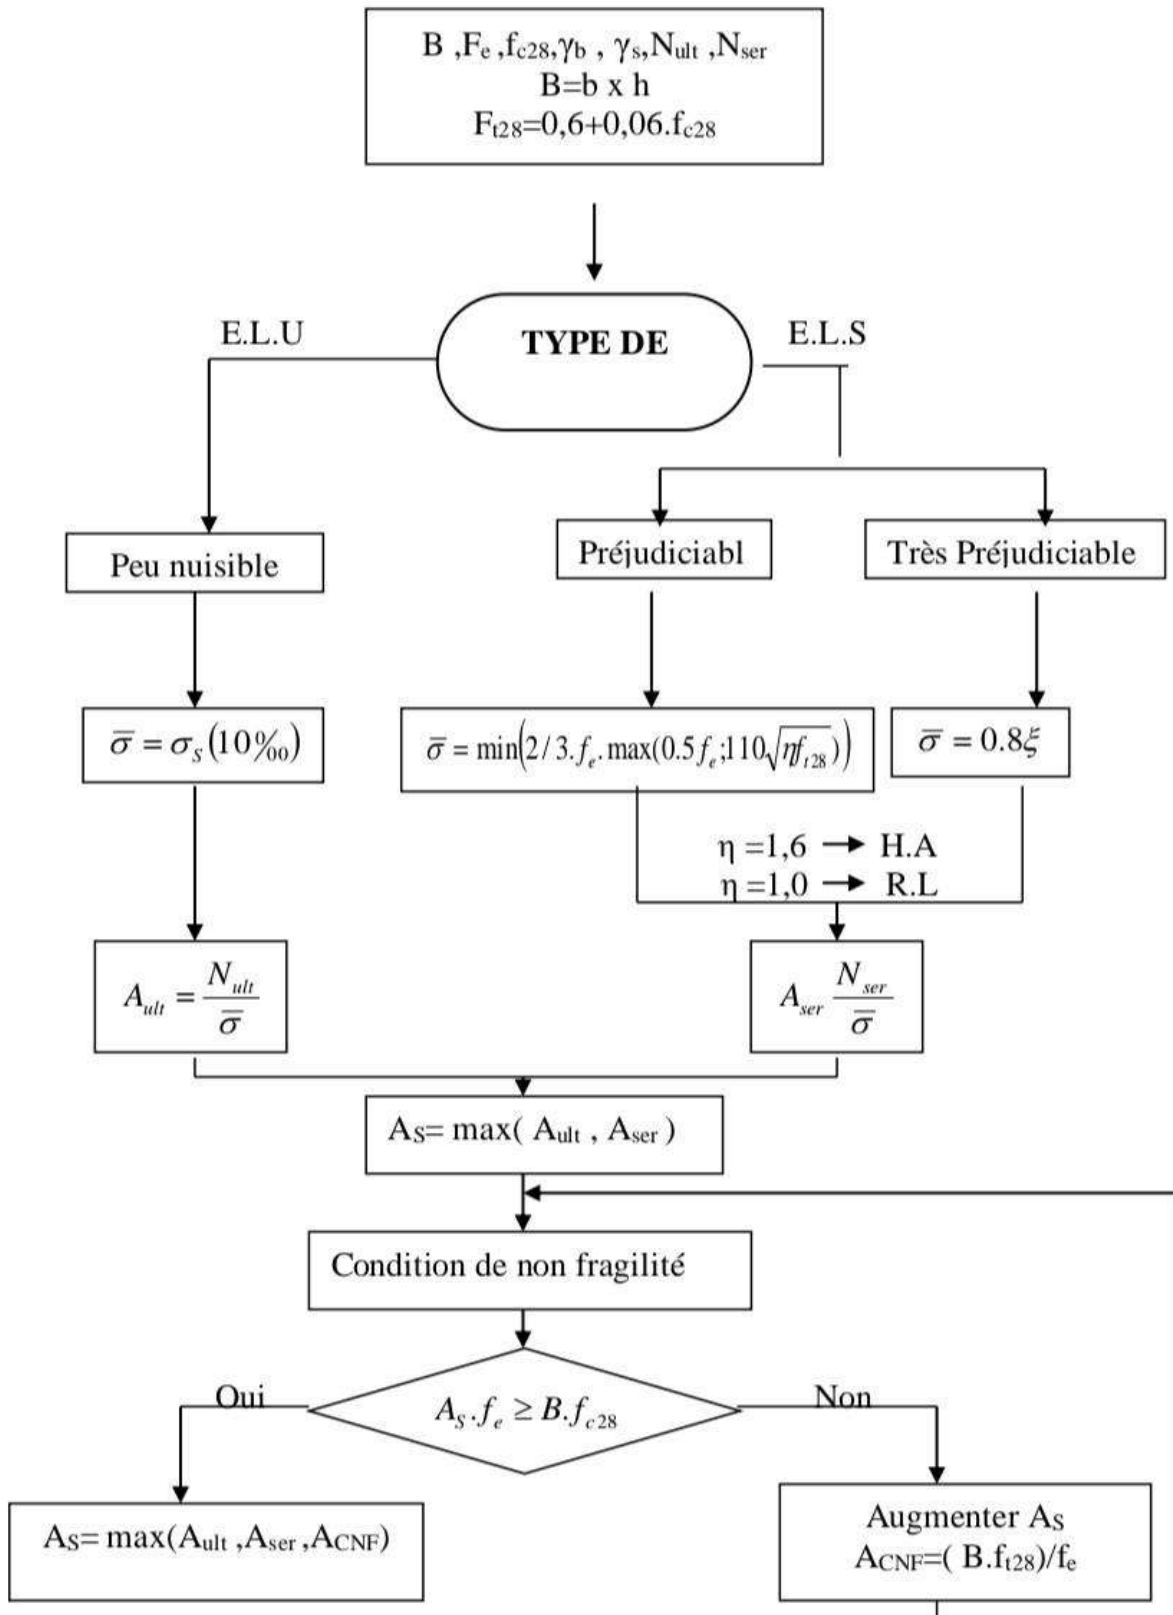 B ,Fe ,fc28,γb , γs,Nult ,Nser
B=b x h
Ft28=0,6+0,06.fc28
E.L.U
TYPE DE
E.L.S
Peu nuisible
Préjudiciabl
Très Préjudiciable
σ̅ = σs(10‰)
σ̅ = min(2/3.fe.max(0.5fe;110√ηft28))
σ̅ = 0.8ξ
η =1,6 → H.A
η =1,0 → R.L
Ault = Nult/σ̅
Aser Nser/σ̅
AS= max( Ault , Aser )
Condition de non fragilité
Oui
AS.fe ≥ B.fc28
Non
AS= max(Ault ,Aser ,ACNF)
Augmenter AS
ACNF=( B.ft28)/fe